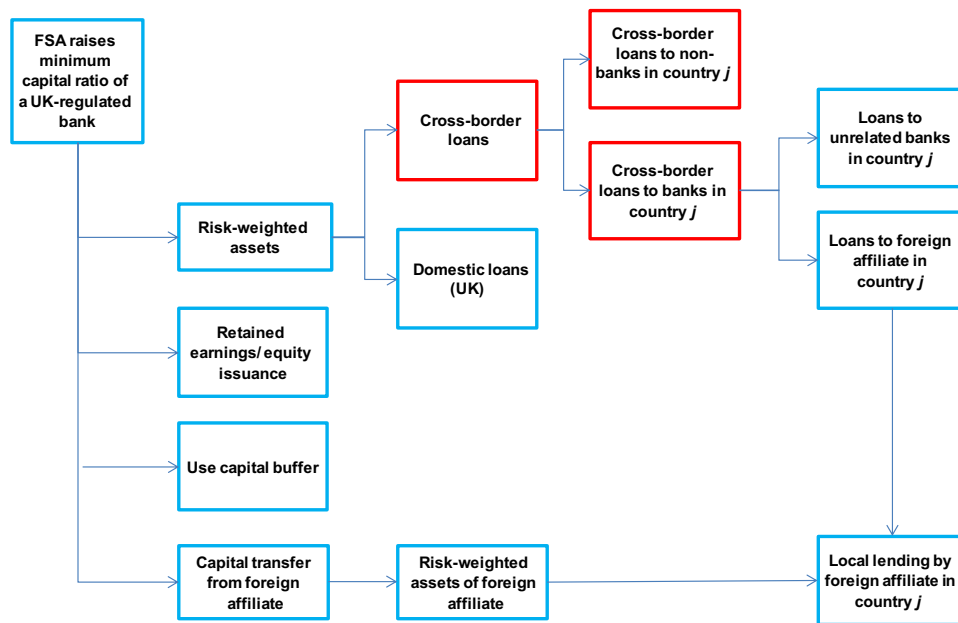 FSA raises
minimum
capital ratio of
a UK-regulated
bank
Cross-border
loans to non-
banks in country j
Cross-border
loans
Cross-border
loans to banks in
country j
Loans to
unrelated banks
in country j
Risk-weighted
assets
Domestic loans
(UK)
Loans to foreign
affiliate in
country j
Retained
earnings/ equity
issuance
Use capital buffer
Capital transfer
from foreign
affiliate
Risk-weighted
assets of foreign
affiliate
Local lending by
foreign affiliate in
country j